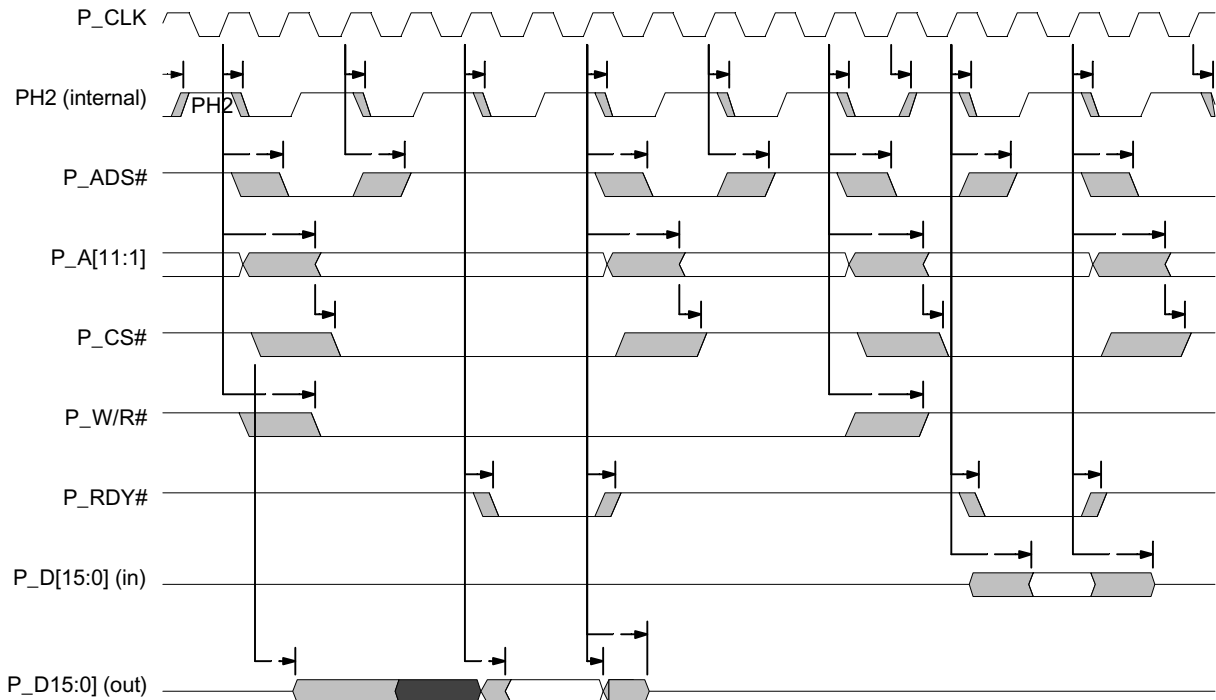 P_CLK
PH2 (internal)
PH2
P_ADS#
P_A[11:1]
P_CS#
P_W/R#
P_RDY#
P_D[15:0] (in)
P_D15:0] (out)